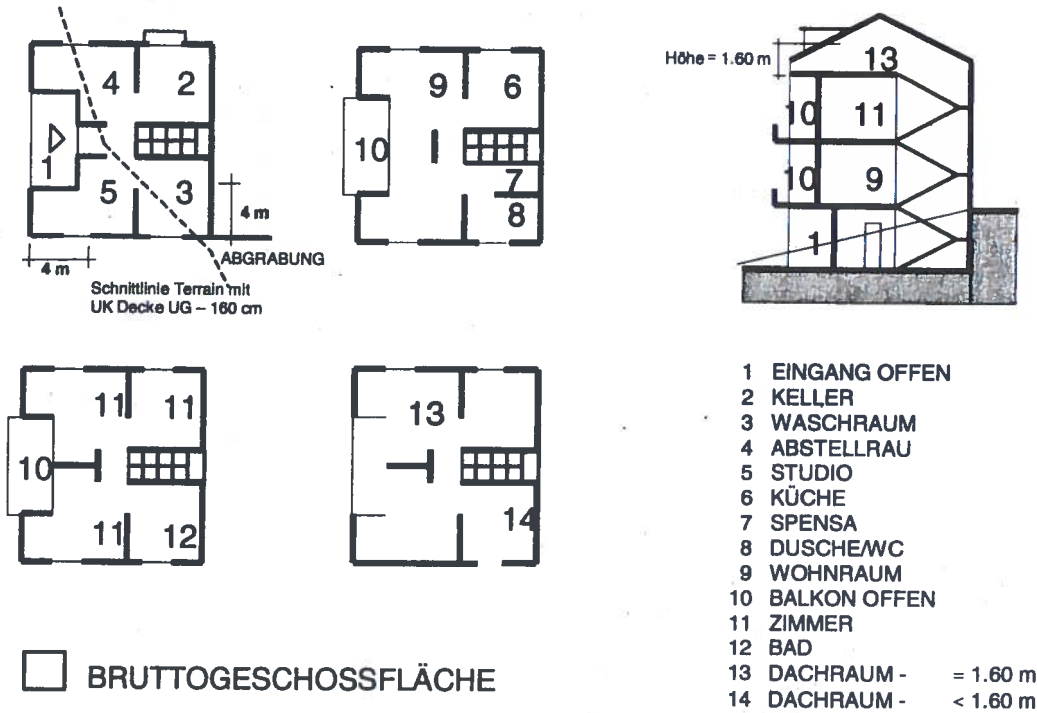 4 2
1
5 3
4 m
4 m
ABGRABUNG
Schnittlinie Terrain mit
UK Decke UG – 160 cm
9 6
10
7
8
Höhe = 1.60 m
13
10 11
10 9
1
11 11
10
11 12
13
14
1 EINGANG OFFEN
2 KELLER
3 WASCHRAUM
4 ABSTELLRAU
5 STUDIO
6 KÜCHE
7 SPENSA
8 DUSCHE/WC
9 WOHNRAUM
10 BALKON OFFEN
11 ZIMMER
12 BAD
13 DACHRAUM - = 1.60 m
14 DACHRAUM - < 1.60 m
BRUTTOGESCHOSSFLÄCHE